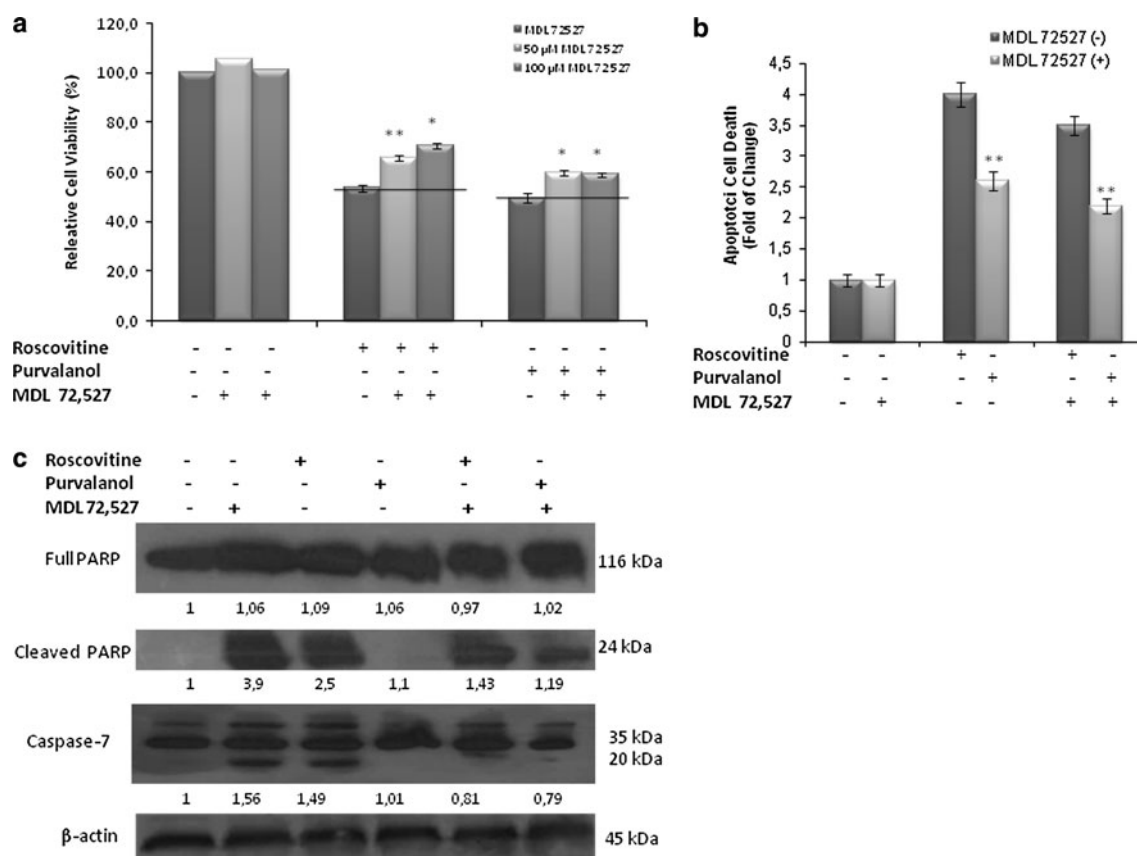 a
Releative Cell Viability (%)
120,0
100,0
80,0
60,0
40,0
20,0
0,0
MDL 72527
50 µM MDL72527
100 µM MDL72527
** *
* *
Roscovitine - - - + + + - - -
Purvalanol - - - - - - + + +
MDL 72,527 - + + - + + - + +
b
MDL 72527 (-)
MDL 72527 (+)
Apoptotci Cell Death
(Fold of Change)
4,5
4
3,5
3
2,5
2
1,5
1
0,5
0
**
**
Roscovitine - - + - + -
Purvalanol - - - + - +
MDL 72,527 - + - - + +
c
Roscovitine - - + - + -
Purvalanol - - - + - +
MDL72,527 - + - - + +
Full PARP 116 kDa
1 1,06 1,09 1,06 0,97 1,02
Cleaved PARP 24 kDa
1 3,9 2,5 1,1 1,43 1,19
Caspase-7 35 kDa
20 kDa
1 1,56 1,49 1,01 0,81 0,79
β-actin 45 kDa